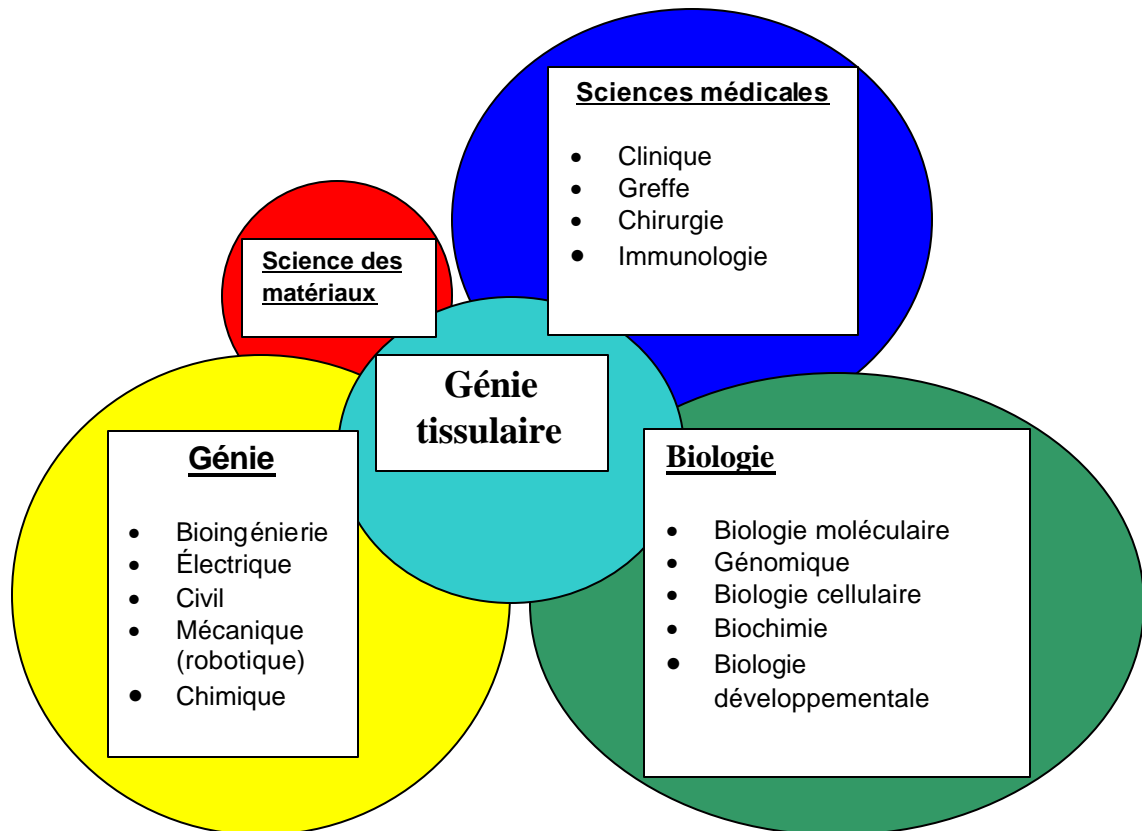 Sciences médicales
• Clinique
• Greffe
• Chirurgie
• Immunologie
Science des
matériaux
Génie
tissulaire
Génie
• Bioingénierie
• Électrique
• Civil
• Mécanique
(robotique)
• Chimique
Biologie
• Biologie moléculaire
• Génomique
• Biologie cellulaire
• Biochimie
• Biologie
développementale